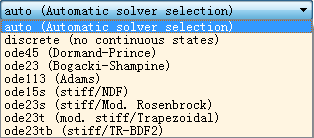 auto (Automatic solver selection)
auto (Automatic solver selection)
discrete (no continuous states)
ode45 (Dormand-Prince)
ode23 (Bogacki-Shampine)
ode113 (Adams)
ode15s (stiff/NDF)
ode23s (stiff/Mod. Rosenbrock)
ode23t (mod. stiff/Trapezoidal)
ode23tb (stiff/TR-BDF2)